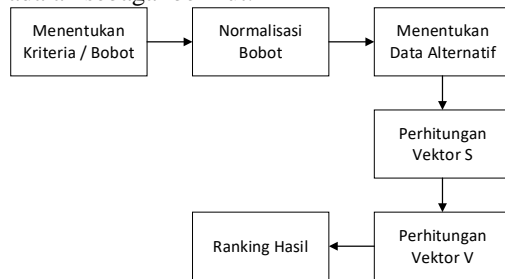 Menentukan
Kriteria / Bobot
Normalisasi
Bobot
Menentukan
Data Alternatif
Perhitungan
Vektor S
Perhitungan
Vektor V
Ranking Hasil